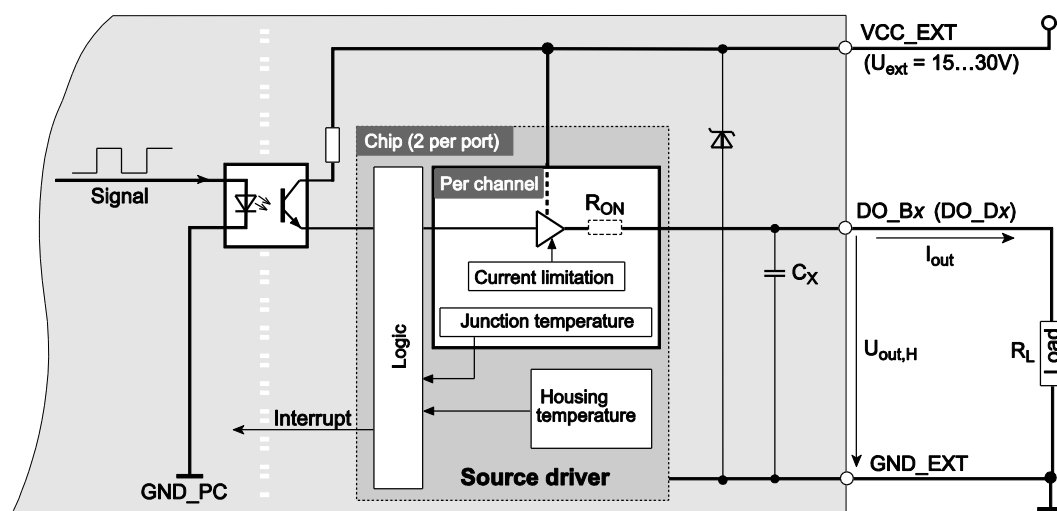 VCC_EXT
(Uext = 15...30V)
Chip (2 per port)
Signal
Per channel
RON
DO_Bx (DO_Dx)
Iout
Current limitation
CX
Junction temperature
Logic
Uout,H
RL
Load
Housing
temperature
Interrupt
GND_PC
Source driver
GND_EXT